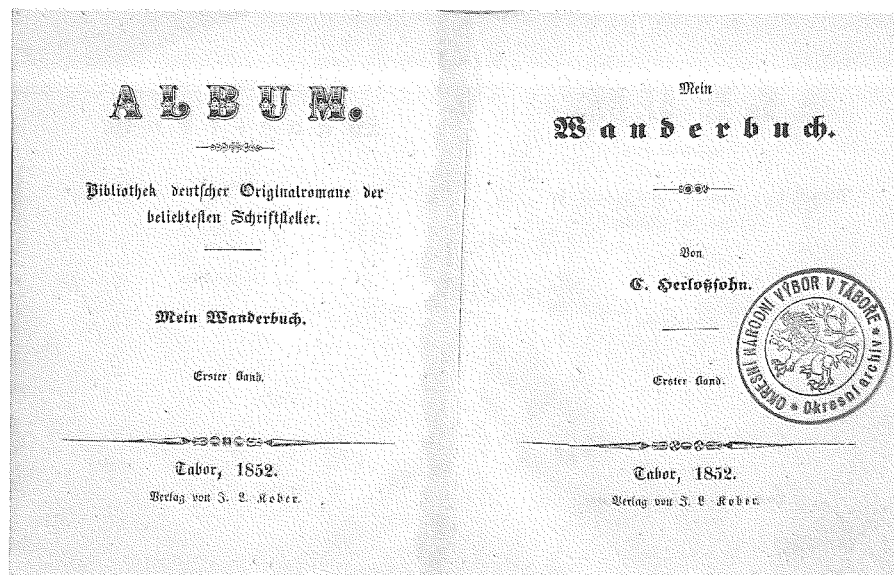 ALBUM.
Bibliothek deutscher Originalromane der
beliebtesten Schriftsteller.
Mein Wanderbuch.
Erster Band.
Tabor, 1852.
Verlag von J. L. Kober.
Mein
Wanderbuch.
Von
C. Herloßsohn.
Erster Band.
Tabor, 1852.
Verlag von J. L. Kober.
OKRESNÍ NÁRODNÍ VÝBOR V TÁBOŘE
Okresní archiv